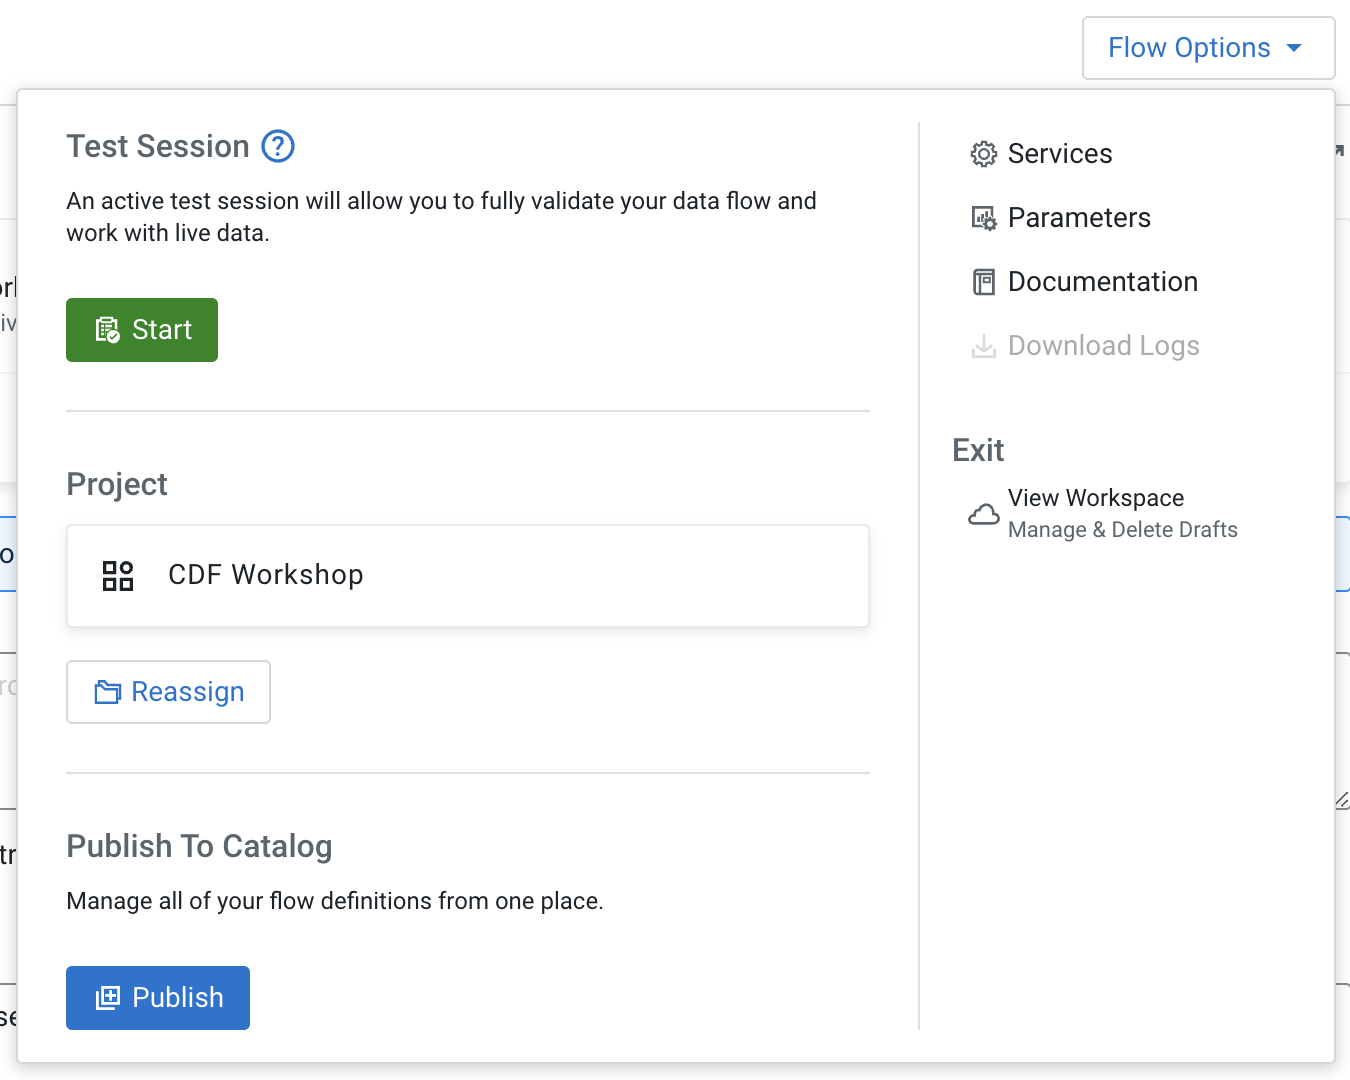 Flow Options
Test Session
An active test session will allow you to fully validate your data flow and
work with live data.
Start
Project
CDF Workshop
Reassign
Publish To Catalog
Manage all of your flow definitions from one place.
Publish
Services
Parameters
Documentation
Download Logs
Exit
View Workspace
Manage & Delete Drafts